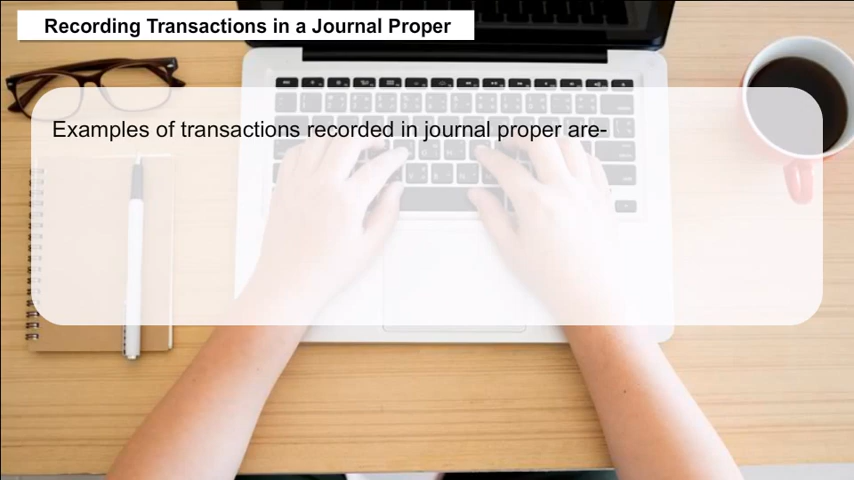 Recording Transactions in a Journal Proper
Examples of transactions recorded in journal proper are-